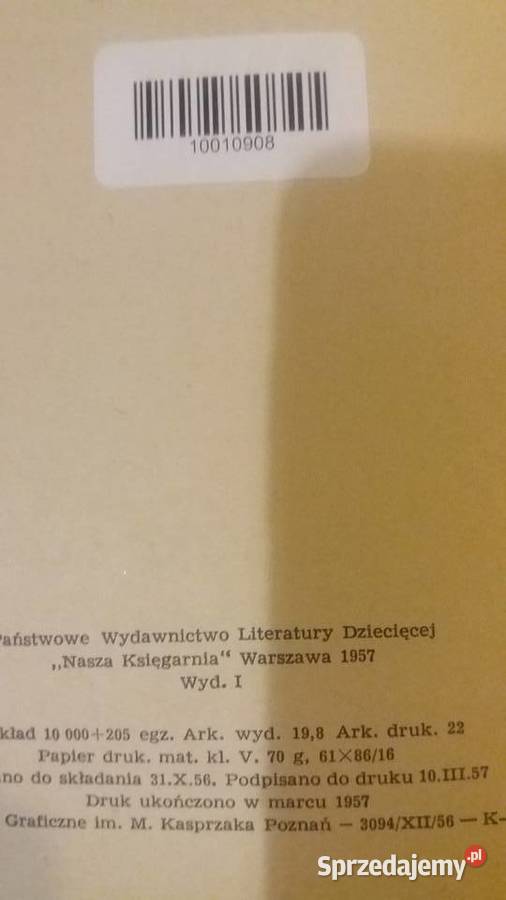 10010908
Państwowe Wydawnictwo Literatury Dziecięcej
„Nasza Księgarnia" Warszawa 1957
Wyd. I
kład 10 000+205 egz. Ark. wyd. 19,8 Ark. druk. 22
Papier druk. mat. kl. V. 70 g, 61×86/16
no do składania 31.X.56. Podpisano do druku 10.III.57
Druk ukończono w marcu 1957
Graficzne im. M. Kasprzaka Poznań — 3094/XII/56 — K-
Sprzedajemy.pl